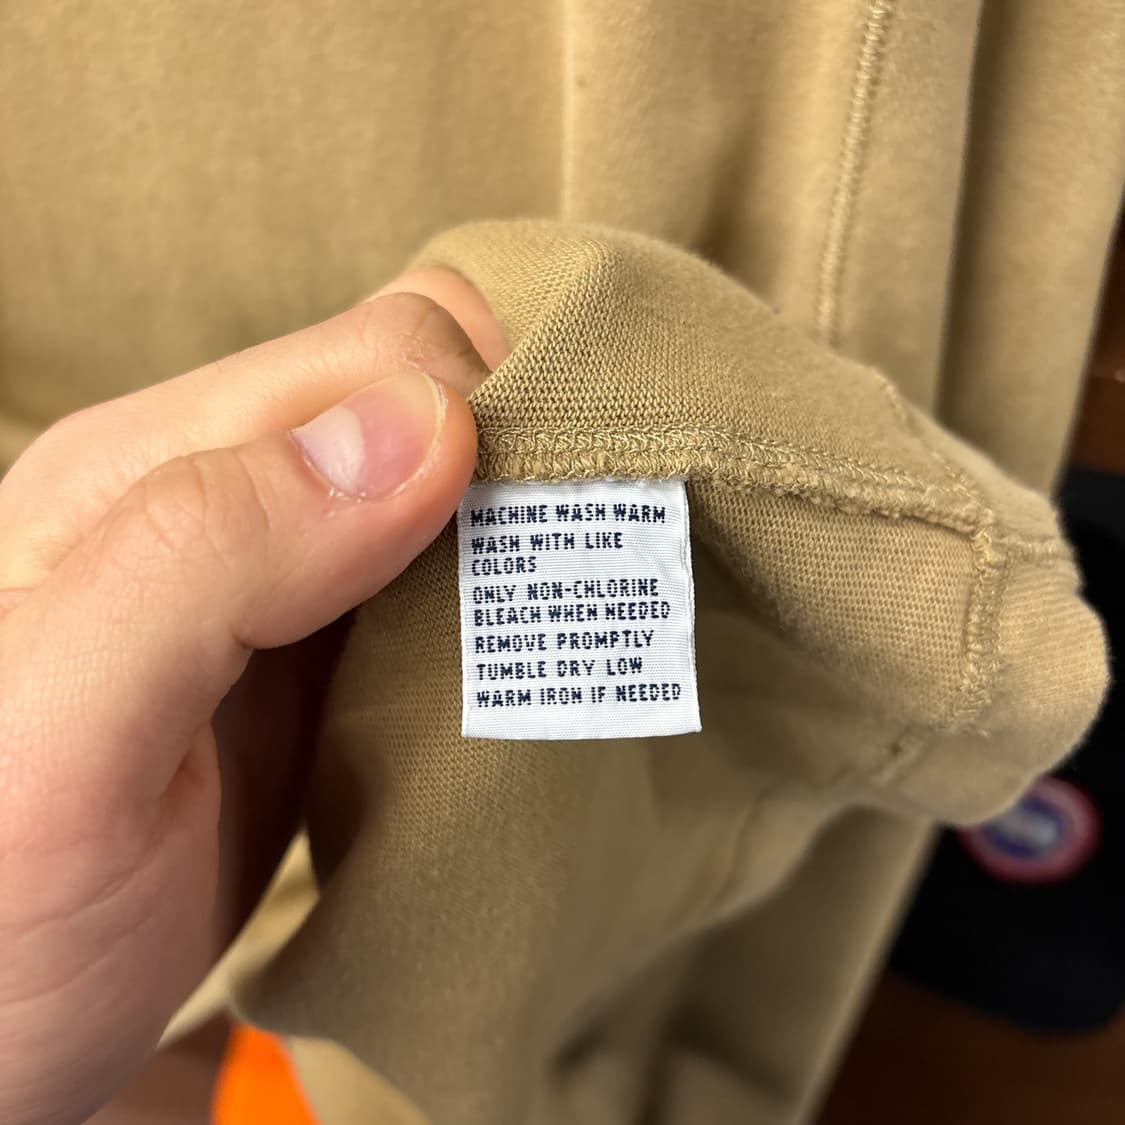 MACHINE WASH WARM
WASH WITH LIKE
COLORS
ONLY NON-CHLORINE
BLEACH WHEN NEEDED
REMOVE PROMPTLY
TUMBLE DRY LOW
WARM IRON IF NEEDED